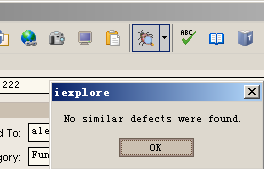 ABC
222
iexplore
No similar defects were found.
d To:
ale
gory:
Fun
OK